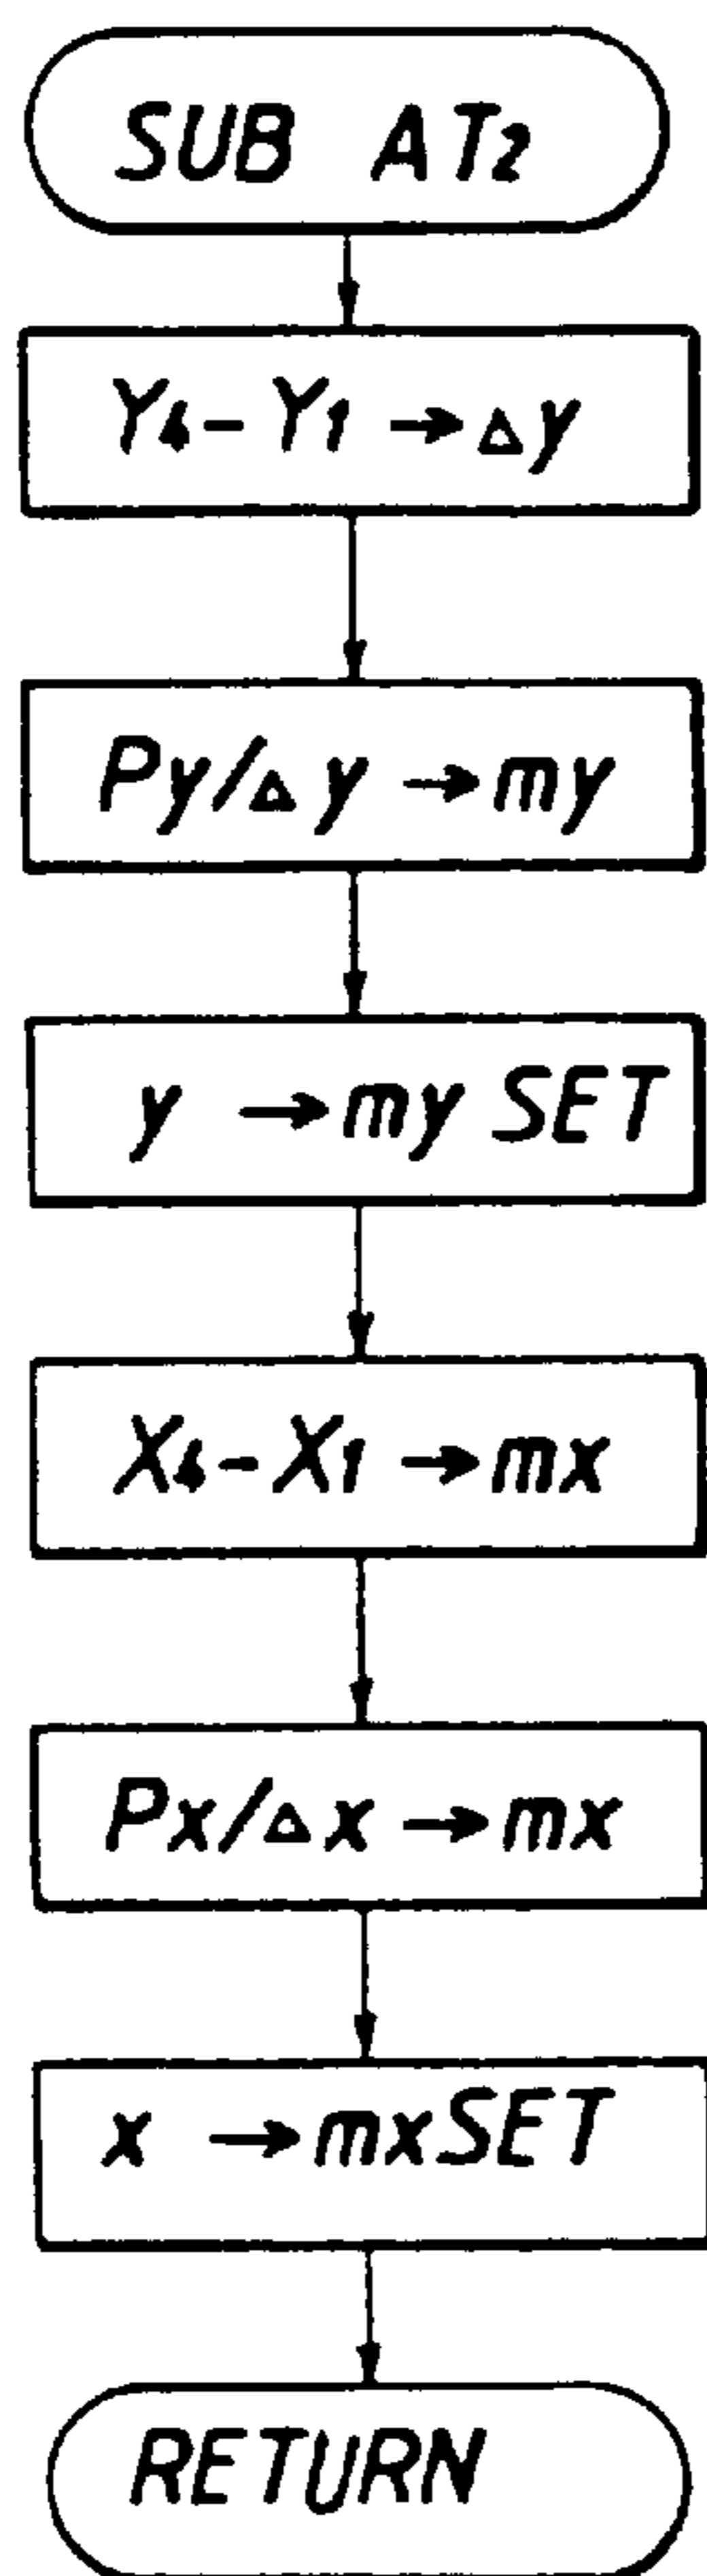 SUB AT2
Y4-Y1→Δy
Py/Δy→my
y→my SET
X4-X1→mx
Px/Δx→mx
x→mxSET
RETURN